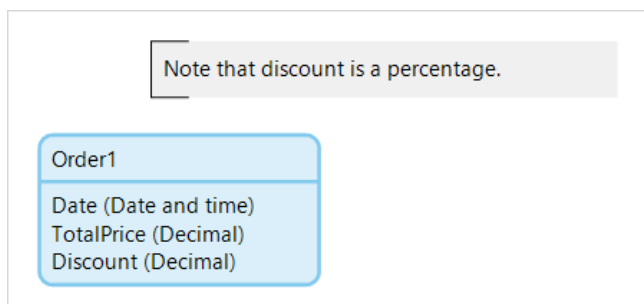 Note that discount is a percentage.
Order1
Date (Date and time)
TotalPrice (Decimal)
Discount (Decimal)